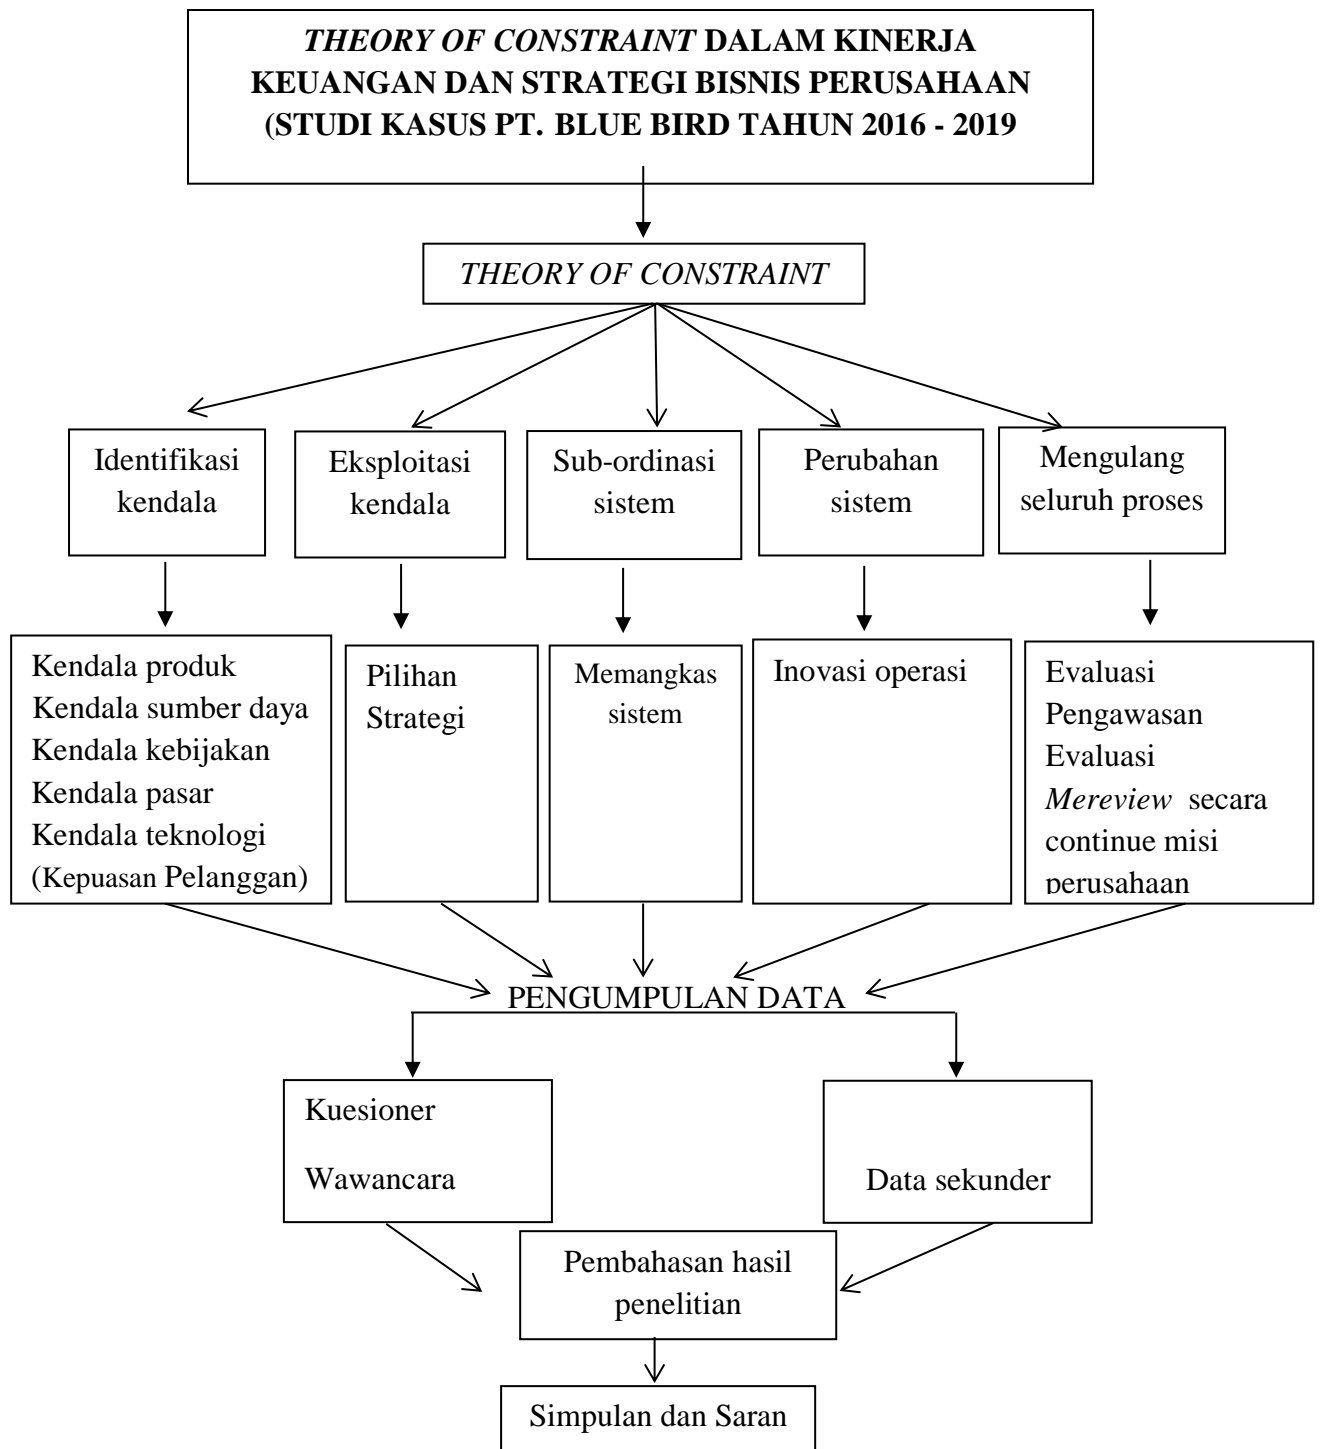 THEORY OF CONSTRAINT DALAM KINERJA
KEUANGAN DAN STRATEGI BISNIS PERUSAHAAN
(STUDI KASUS PT. BLUE BIRD TAHUN 2016 - 2019
THEORY OF CONSTRAINT
Identifikasi
kendala
Eksploitasi
kendala
Sub-ordinasi
sistem
Perubahan
sistem
Mengulang
seluruh proses
Kendala produk
Kendala sumber daya
Kendala kebijakan
Kendala pasar
Kendala teknologi
(Kepuasan Pelanggan)
Pilihan
Strategi
Memangkas
sistem
Inovasi operasi
Evaluasi
Pengawasan
Evaluasi
Mereview secara
continue misi
perusahaan
PENGUMPULAN DATA
Kuesioner
Wawancara
Data sekunder
Pembahasan hasil
penelitian
Simpulan dan Saran